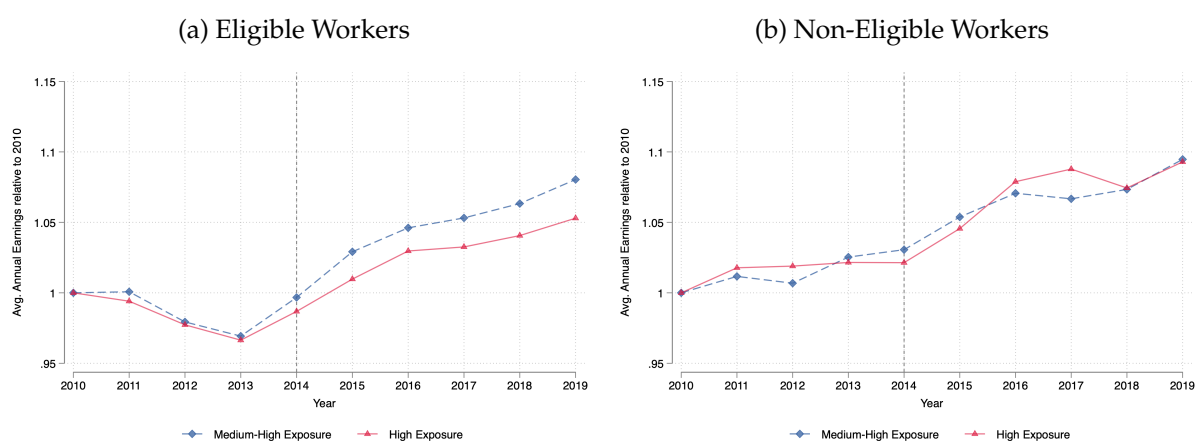 (a) Eligible Workers
Avg. Annual Earnings relative to 2010
1.15
1.1
1.05
1
.95
2010 2011 2012 2013 2014 2015 2016 2017 2018 2019
Year
Medium-High Exposure High Exposure
(b) Non-Eligible Workers
Avg. Annual Earnings relative to 2010
1.15
1.1
1.05
1
.95
2010 2011 2012 2013 2014 2015 2016 2017 2018 2019
Year
Medium-High Exposure High Exposure